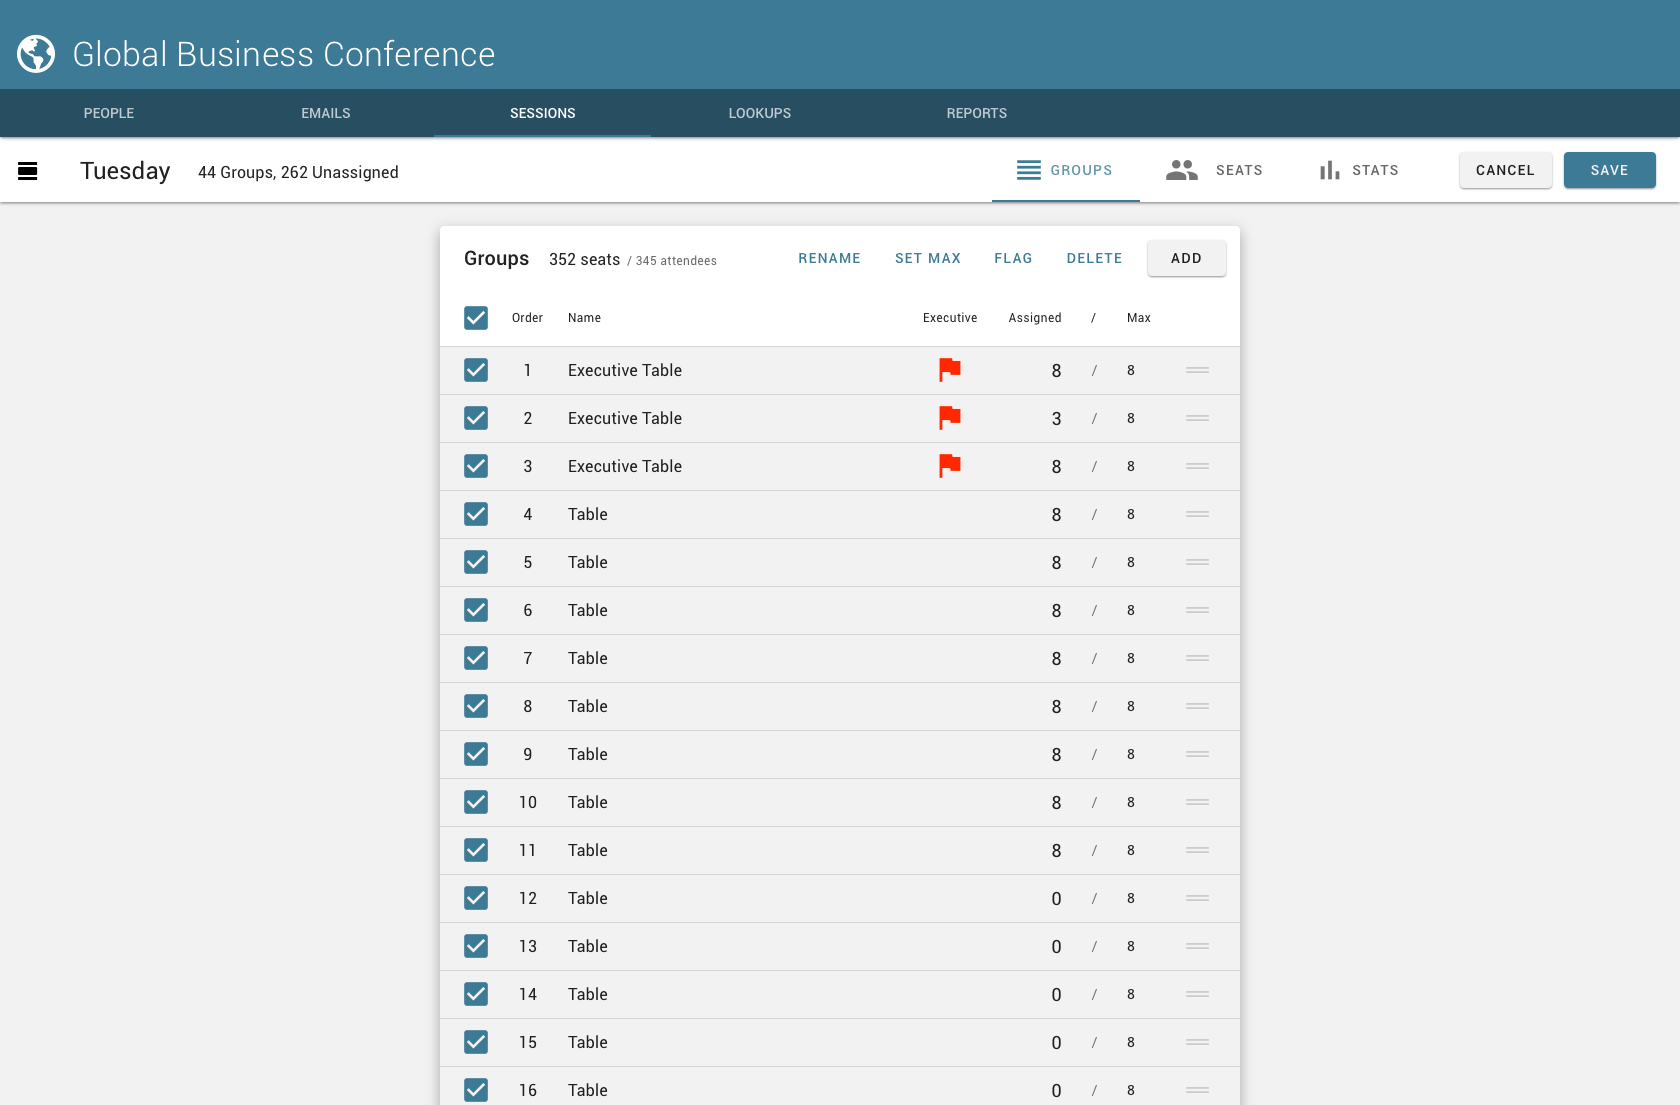 Global Business Conference
PEOPLE EMAILS SESSIONS LOOKUPS REPORTS
Tuesday 44 Groups, 262 Unassigned GROUPS SEATS STATS CANCEL SAVE
Groups 352 seats / 345 attendees RENAME SET MAX FLAG DELETE ADD
Order Name Executive Assigned / Max
1 Executive Table 8 / 8
2 Executive Table 3 / 8
3 Executive Table 8 / 8
4 Table 8 / 8
5 Table 8 / 8
6 Table 8 / 8
7 Table 8 / 8
8 Table 8 / 8
9 Table 8 / 8
10 Table 8 / 8
11 Table 8 / 8
12 Table 0 / 8
13 Table 0 / 8
14 Table 0 / 8
15 Table 0 / 8
16 Table 0 / 8